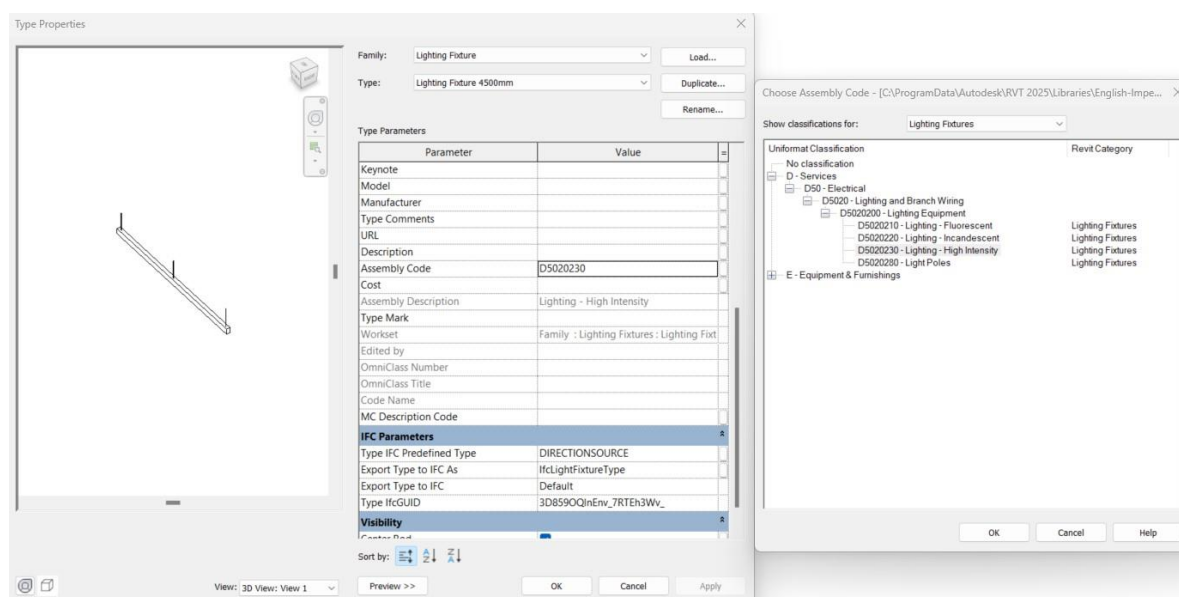 Type Properties
Family: Lighting Fixture Load...
Type: Lighting Fixture 4500mm Duplicate...
Rename...
Type Parameters
Parameter Value =
Keynote
Model
Manufacturer
Type Comments
URL
Description
Assembly Code D5020230
Cost
Assembly Description Lighting - High Intensity
Type Mark
Workset Family : Lighting Fixtures : Lighting Fixt
Edited by
OmniClass Number
OmniClass Title
Code Name
MC Description Code
IFC Parameters
Type IFC Predefined Type DIRECTIONSOURCE
Export Type to IFC As IfcLightFixtureType
Export Type to IFC Default
Type IfcGUID 3D859OQlnEnv_7RTEh3Wv_
Visibility
Sort by:
View: 3D View: View 1 Preview >> OK Cancel Apply
Choose Assembly Code - [C:\ProgramData\Autodesk\RVT 2025\Libraries\English-Impe...
Show classifications for: Lighting Fixtures
Uniformat Classification Revit Category
No classification
D - Services
D50 - Electrical
D5020 - Lighting and Branch Wiring
D5020200 - Lighting Equipment
D5020210 - Lighting - Fluorescent Lighting Fixtures
D5020220 - Lighting - Incandescent Lighting Fixtures
D5020230 - Lighting - High Intensity Lighting Fixtures
D5020280 - Light Poles Lighting Fixtures
E - Equipment & Furnishings
OK Cancel Help